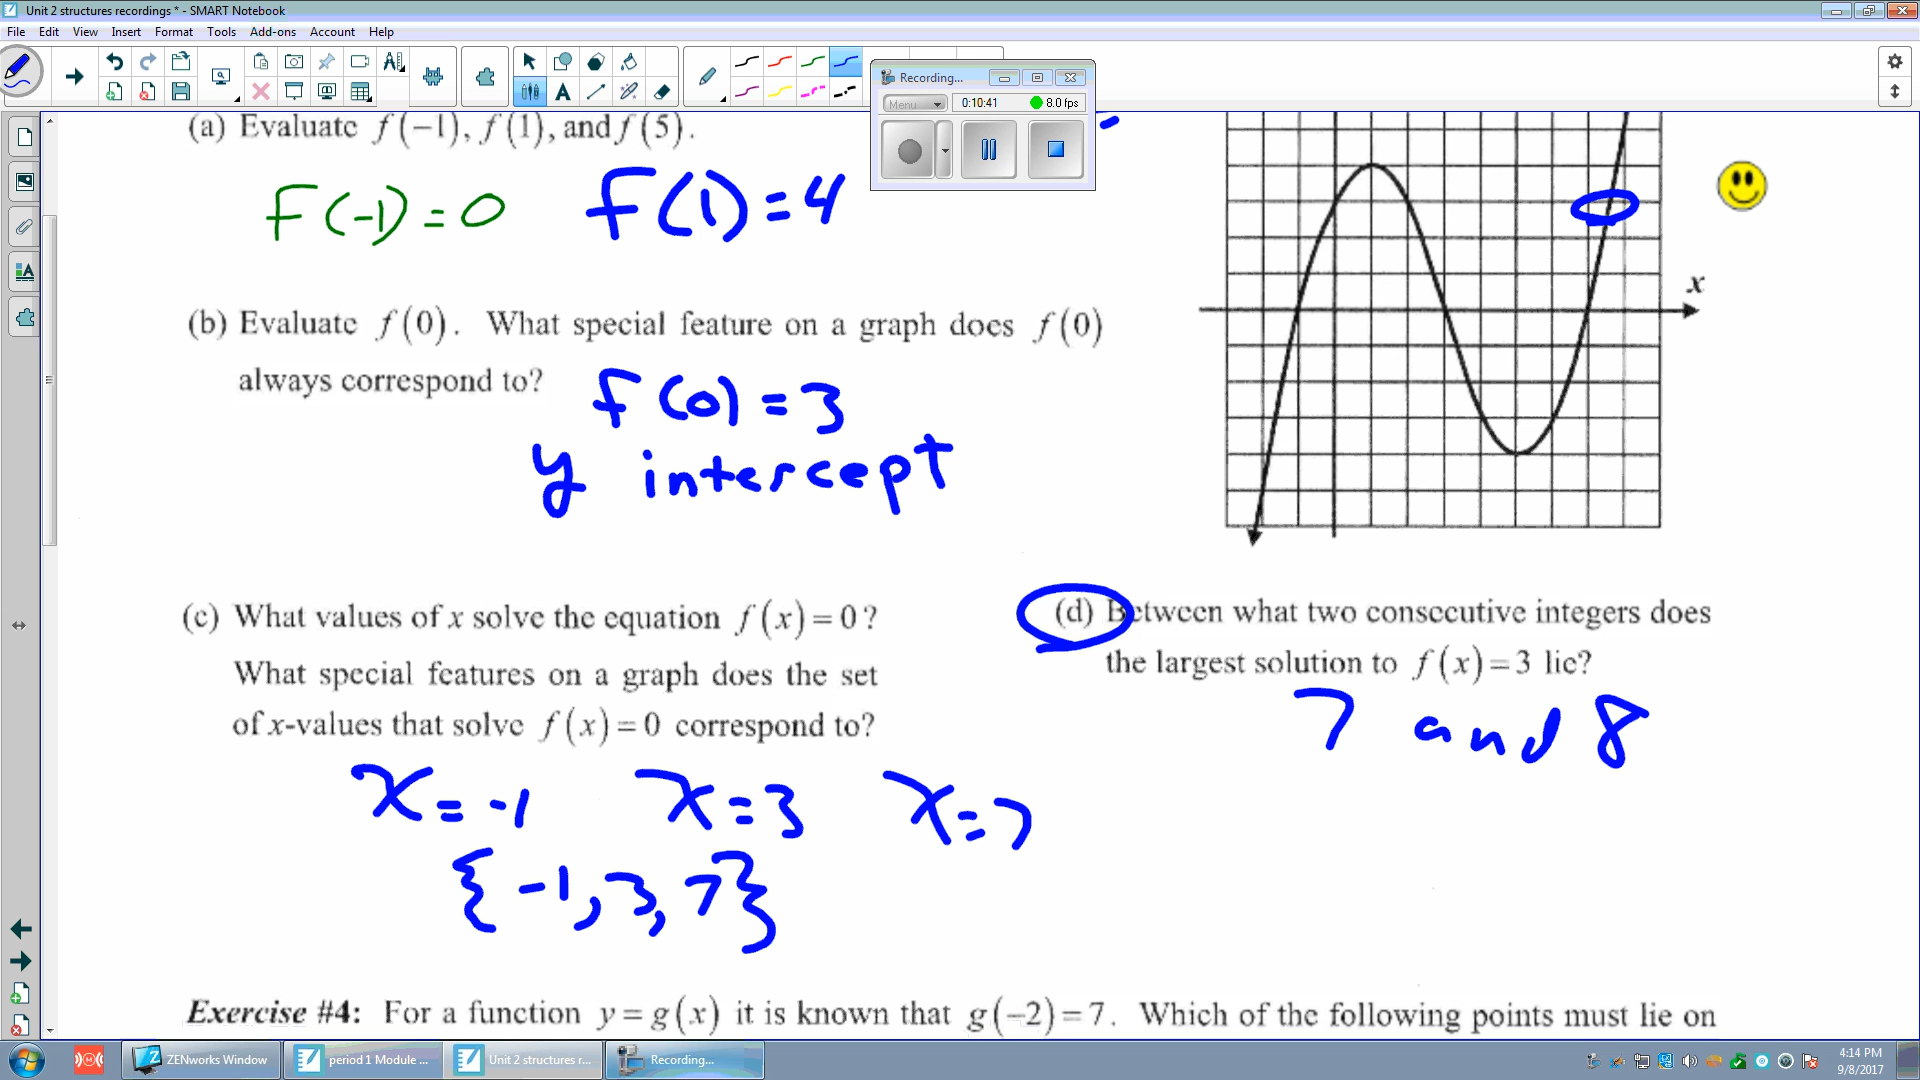 Unit 2 structures recordings * - SMART Notebook
File Edit View Insert Format Tools Add-ons Account Help
Recording...
Menu 0:10:41 8.0 fps
(a) Evaluate f(−1), f(1), and f(5).
F(-1)=0 f(1)=4
(b) Evaluate f(0). What special feature on a graph does f(0)
always correspond to?
f(0)=3
y intercept
x
(c) What values of x solve the equation f(x)=0?
What special features on a graph does the set
of x-values that solve f(x)=0 correspond to?
x=-1 x=3 x=7
{-1,3,7}
(d) Between what two consecutive integers does
the largest solution to f(x)=3 lie?
7 and 8
Exercise #4: For a function y=g(x) it is known that g(−2)=7. Which of the following points must lie on
ZENworks Window period 1 Module ... Unit 2 structures r... Recording...
4:14 PM
9/8/2017